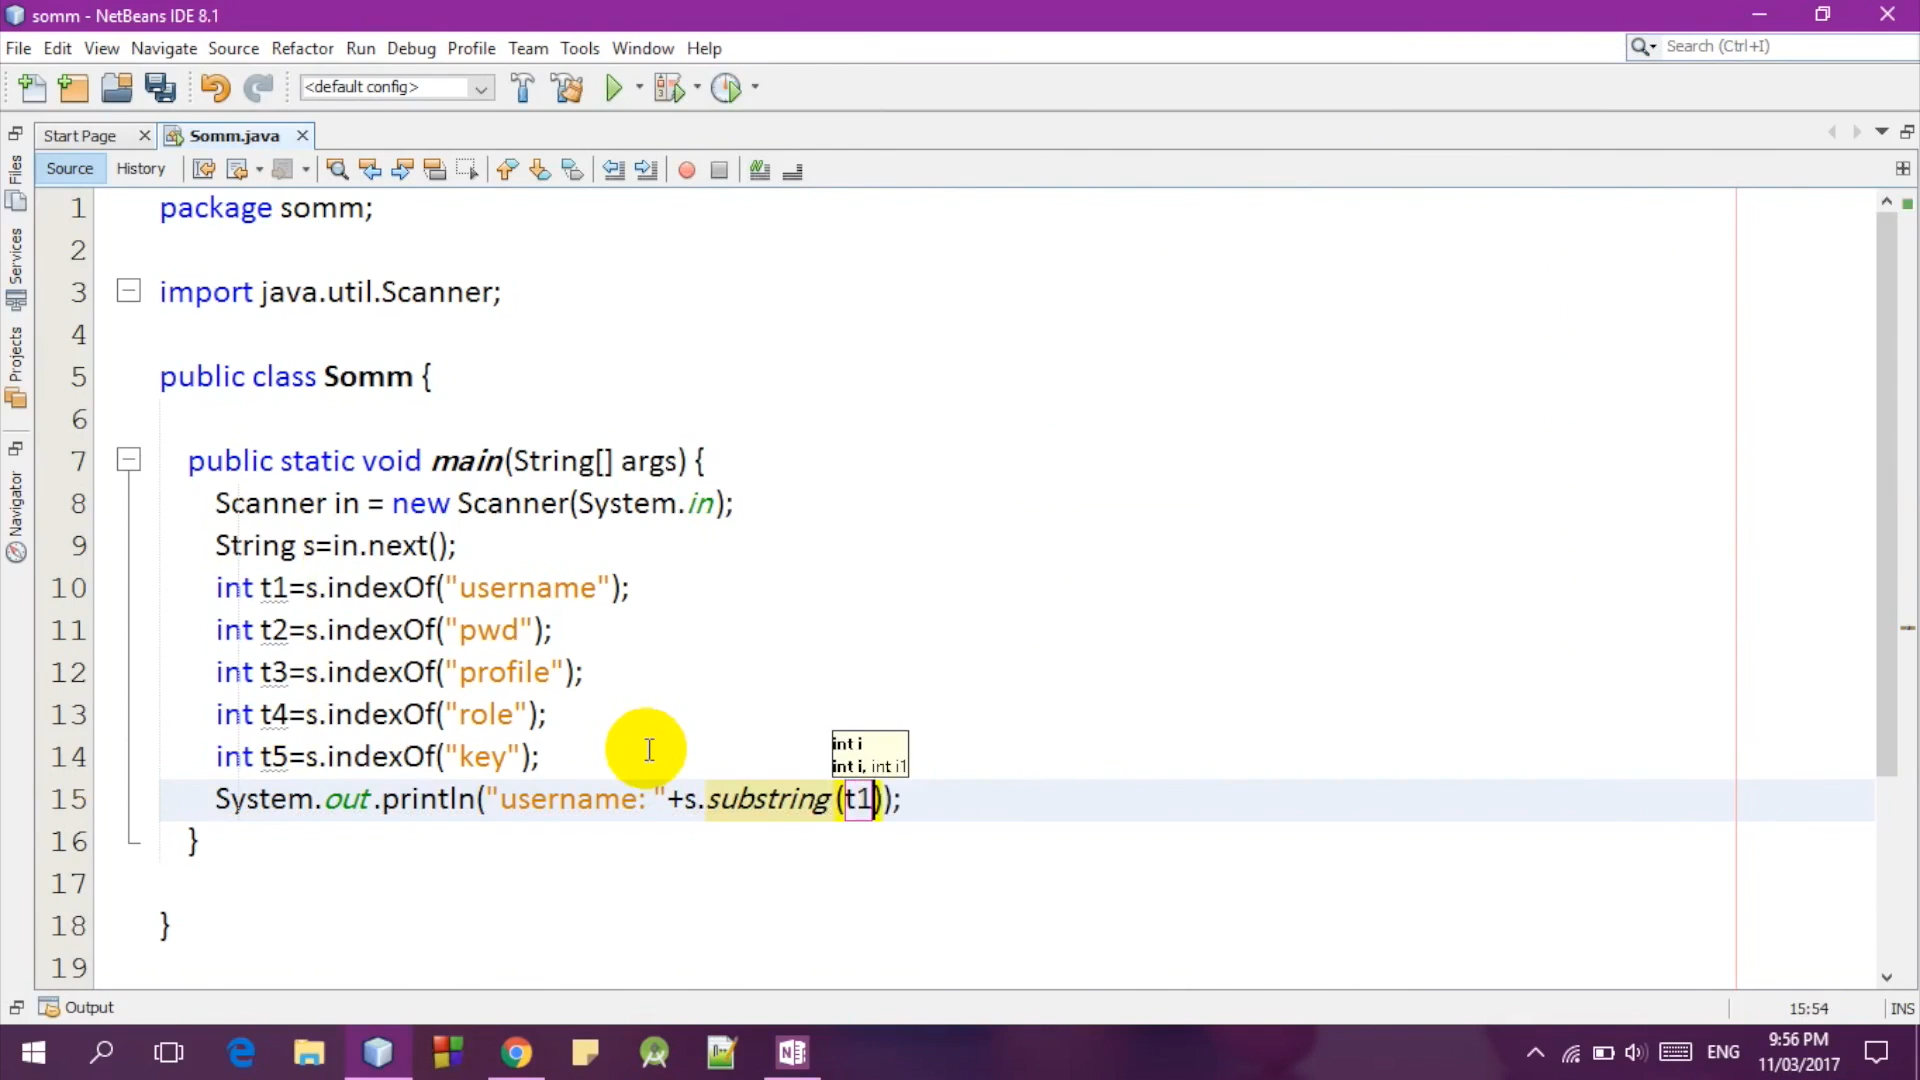 somm - NetBeans IDE 8.1
File Edit View Navigate Source Refactor Run Debug Profile Team Tools Window Help
Search (Ctrl+I)
<default config>
Start Page
Somm.java
Source History
Files
Services
Projects
Navigator
1 package somm;
2
3 import java.util.Scanner;
4
5 public class Somm {
6
7 public static void main(String[] args) {
8 Scanner in = new Scanner(System.in);
9 String s=in.next();
10 int t1=s.indexOf("username");
11 int t2=s.indexOf("pwd");
12 int t3=s.indexOf("profile");
13 int t4=s.indexOf("role");
14 int t5=s.indexOf("key");
int i
int i, int i1
15 System.out.println("username: "+s.substring(t1));
16 }
17
18 }
19
Output
15:54 INS
ENG
9:56 PM
11/03/2017